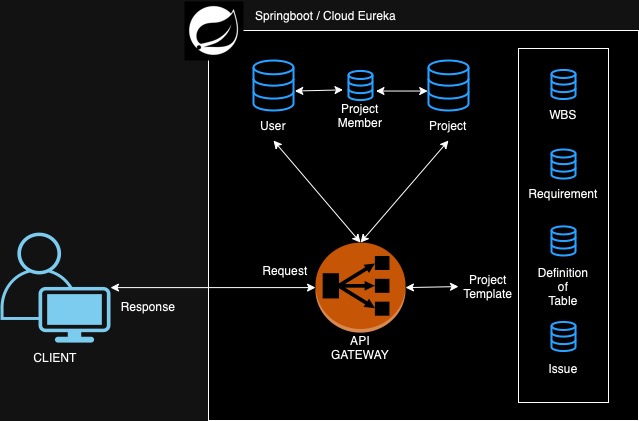 Springboot / Cloud Eureka
User
Project
Member
Project
WBS
Requirement
Definition
of
Table
Issue
Request
Response
Project
Template
API
GATEWAY
CLIENT